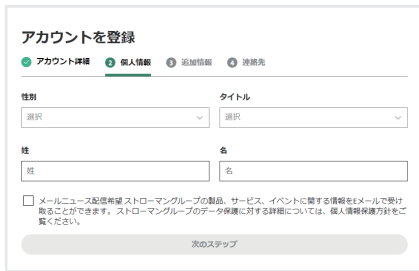 アカウントを登録
アカウント詳細 2 個人情報 3 追加情報 4 連絡先
性別 タイトル
選択 選択
姓 名
姓 名
メールニュース配信希望 ストローマングループの製品、サービス、イベントに関する情報をEメールで受け
取ることができます。 ストローマングループのデータ保護に対する詳細については、個人情報保護方針をご
覧ください。
次のステップ